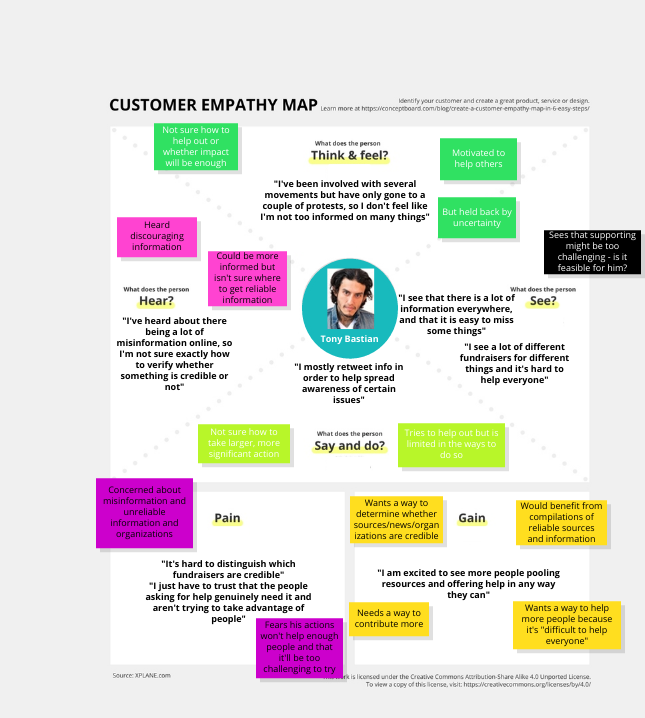 CUSTOMER EMPATHY MAP
Identify your customer and create a great product, service or design.
Learn more at https://conceptboard.com/blog/create-a-customer-empathy-map-in-6-easy-steps/
Not sure how to
help out or
whether impact
will be enough
What does the person
Think & feel?
Motivated to
help others
"I've been involved with several
movements but have only gone to a
couple of protests, so I don't feel like
I'm not too informed on many things"
But held back by
uncertainty
Heard
discouraging
information
Sees that supporting
might be too
challenging - is it
feasible for him?
Could be more
informed but
isn't sure where
to get reliable
information
What does the person
Hear?
What does the person
See?
"I see that there is a lot of
information everywhere,
and that it is easy to miss
some things"
"I've heard about there
being a lot of
misinformation online, so
I'm not sure exactly how
to verify whether
something is credible or
not"
Tony Bastian
"I see a lot of different
fundraisers for different
things and it's hard to
help everyone"
"I mostly retweet info in
order to help spread
awareness of certain
issues"
Not sure how to
take larger, more
significant action
What does the person
Say and do?
Tries to help out but is
limited in the ways to
do so
Concerned about
misinformation and
unreliable
information and
organizations
Pain
Wants a way to
determine whether
sources/news/organ
izations are credible
Gain
Would benefit from
compilations of
reliable sources
and information
"It's hard to distinguish which
fundraisers are credible"
"I just have to trust that the people
asking for help genuinely need it and
aren't trying to take advantage of
people"
"I am excited to see more people pooling
resources and offering help in any way
they can"
Needs a way to
contribute more
Wants a way to help
more people because
it's "difficult to help
everyone"
Fears his actions
won't help enough
people and that
it'll be too
challenging to try
Source: XPLANE.com
work is licensed under the Creative Commons Attribution-Share Alike 4.0 Unported License.
To view a copy of this license, visit: https://creativecommons.org/licenses/by/4.0/